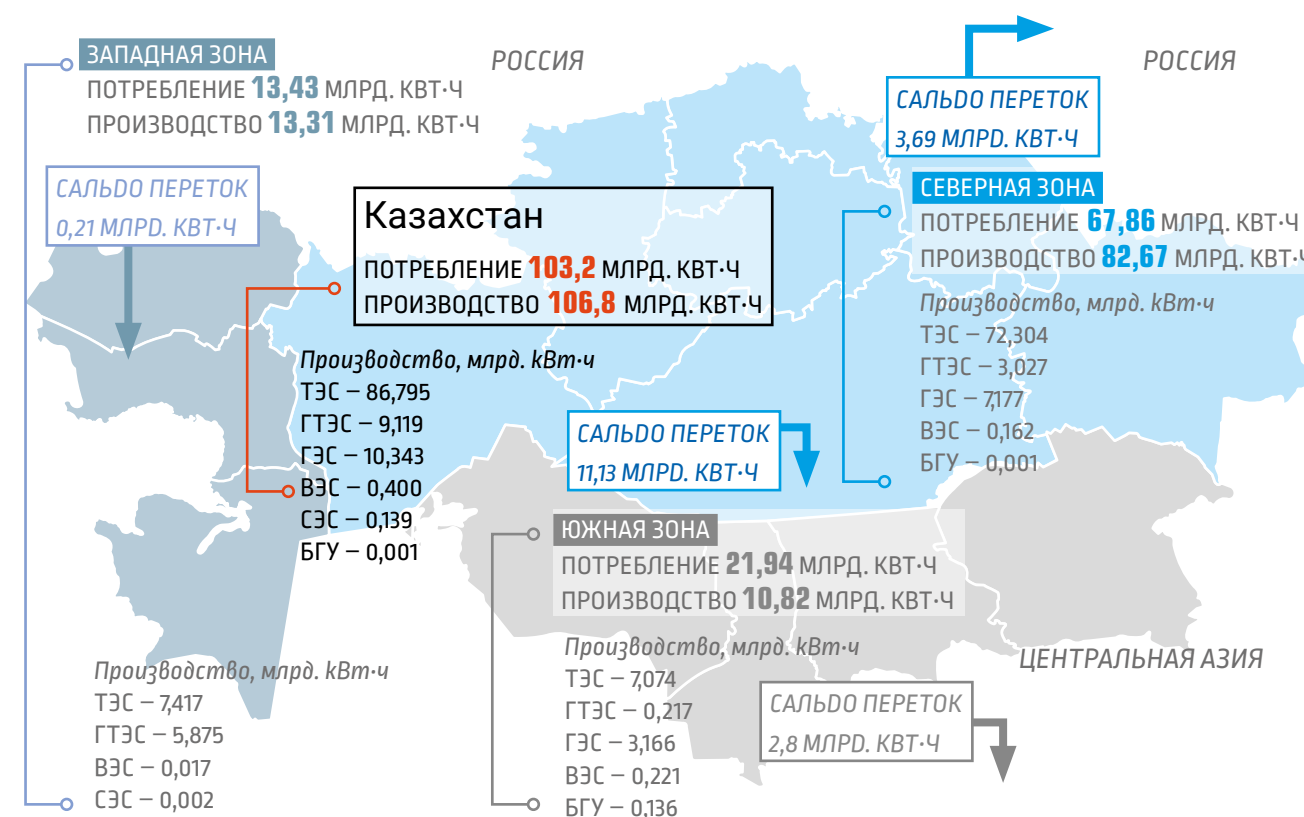 ЗАПАДНАЯ ЗОНА
ПОТРЕБЛЕНИЕ 13,43 МЛРД. КВТ·Ч
ПРОИЗВОДСТВО 13,31 МЛРД. КВТ·Ч
РОССИЯ
САЛЬДО ПЕРЕТОК
3,69 МЛРД. КВТ·Ч
РОССИЯ
САЛЬДО ПЕРЕТОК
0,21 МЛРД. КВТ·Ч
Казахстан
ПОТРЕБЛЕНИЕ 103,2 МЛРД. КВТ·Ч
ПРОИЗВОДСТВО 106,8 МЛРД. КВТ·Ч
Производство, млрд. кВт·ч
ТЭС – 86,795
ГТЭС – 9,119
ГЭС – 10,343
ВЭС – 0,400
СЭС – 0,139
БГУ – 0,001
СЕВЕРНАЯ ЗОНА
ПОТРЕБЛЕНИЕ 67,86 МЛРД. КВТ·Ч
ПРОИЗВОДСТВО 82,67 МЛРД. КВТ·Ч
Производство, млрд. кВт·ч
ТЭС – 72,304
ГТЭС – 3,027
ГЭС – 7,177
ВЭС – 0,162
БГУ – 0,001
САЛЬДО ПЕРЕТОК
11,13 МЛРД. КВТ·Ч
ЮЖНАЯ ЗОНА
ПОТРЕБЛЕНИЕ 21,94 МЛРД. КВТ·Ч
ПРОИЗВОДСТВО 10,82 МЛРД. КВТ·Ч
Производство, млрд. кВт·ч
ТЭС – 7,074
ГТЭС – 0,217
ГЭС – 3,166
ВЭС – 0,221
БГУ – 0,136
ЦЕНТРАЛЬНАЯ АЗИЯ
САЛЬДО ПЕРЕТОК
2,8 МЛРД. КВТ·Ч
Производство, млрд. кВт·ч
ТЭС – 7,417
ГТЭС – 5,875
ВЭС – 0,017
СЭС – 0,002